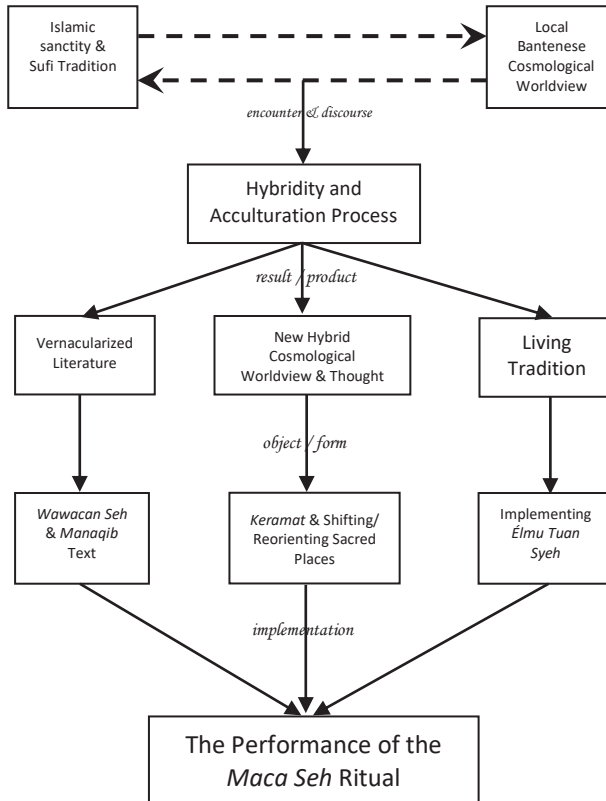 Islamic
sanctity &
Sufi Tradition
Local
Bantenese
Cosmological
Worldview
encounter & discourse
Hybridity and
Acculturation Process
result / product
Vernacularized
Literature
New Hybrid
Cosmological
Worldview & Thought
Living
Tradition
object / form
Wawacan Seh
& Manaqib
Text
Keramat & Shifting/
Reorienting Sacred
Places
Implementing
Élmu Tuan
Syeh
implementation
The Performance of the
Maca Seh Ritual